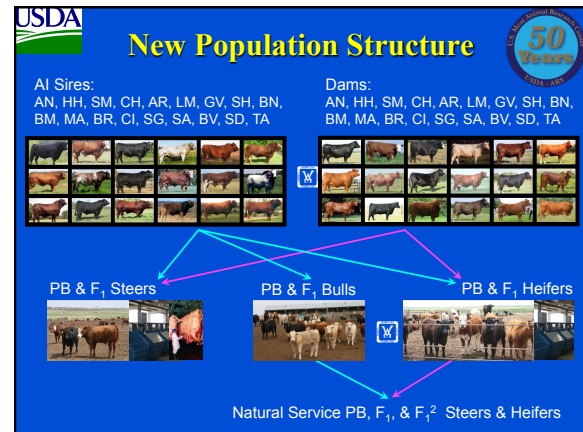 USDA
New Population Structure
U.S. Meat Animal Research Center
50
Years
USDA - ARS
AI Sires:
AN, HH, SM, CH, AR, LM, GV, SH, BN,
BM, MA, BR, CI, SG, SA, BV, SD, TA
Dams:
AN, HH, SM, CH, AR, LM, GV, SH, BN,
BM, MA, BR, CI, SG, SA, BV, SD, TA
PB & F₁ Steers
PB & F₁ Bulls
PB & F₁ Heifers
Natural Service PB, F₁, & F₁² Steers & Heifers